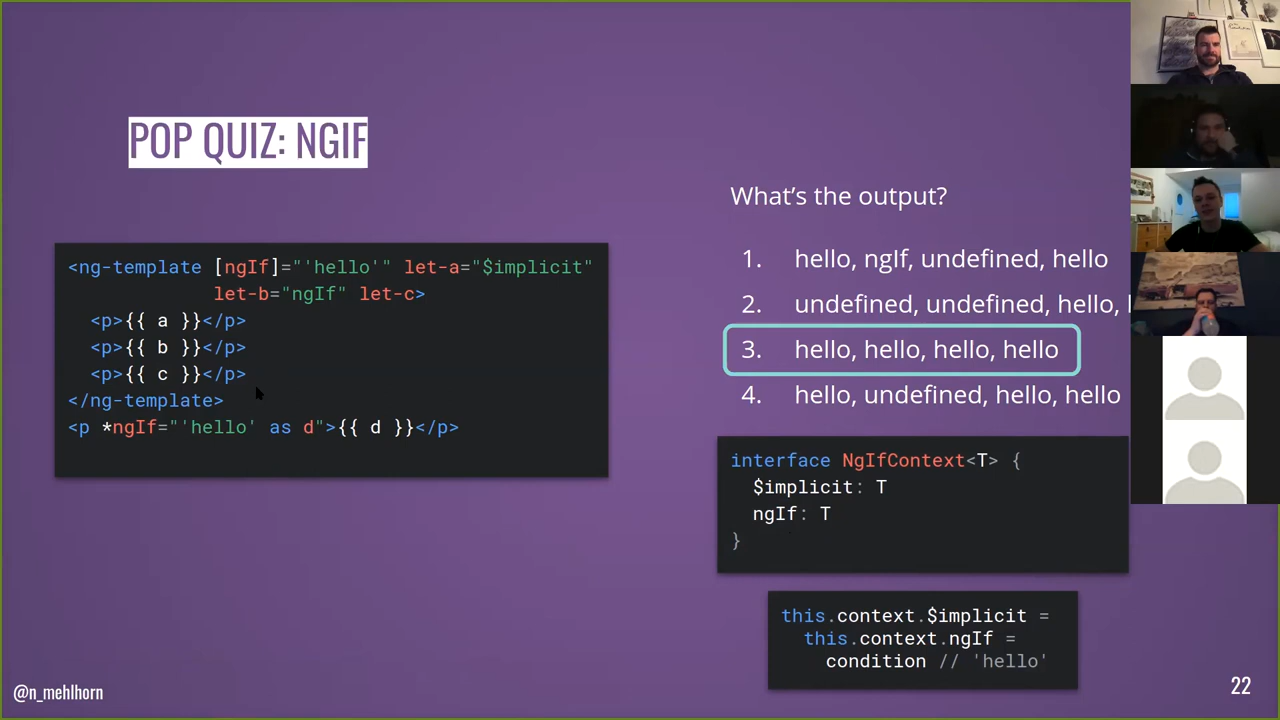 POP QUIZ: NGIF
<ng-template [ngIf]="'hello'" let-a="$implicit"
let-b="ngIf" let-c>
<p>{{ a }}</p>
<p>{{ b }}</p>
<p>{{ c }}</p>
</ng-template>
<p *ngIf="'hello' as d">{{ d }}</p>
What’s the output?
1. hello, ngIf, undefined, hello
2. undefined, undefined, hello,
3. hello, hello, hello, hello
4. hello, undefined, hello, hello
interface NgIfContext<T> {
$implicit: T
ngIf: T
}
this.context.$implicit =
this.context.ngIf =
condition // 'hello'
@n_mehlhorn
22